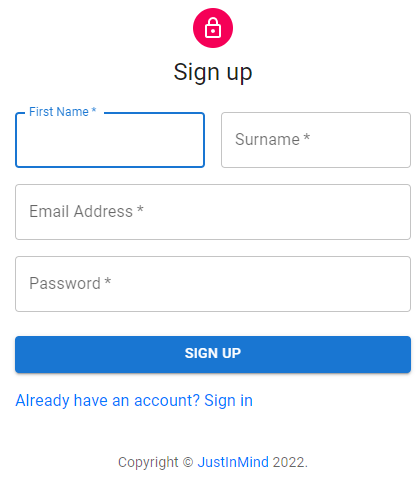 Sign up
First Name *
Surname *
Email Address *
Password *
SIGN UP
Already have an account? Sign in
Copyright © JustInMind 2022.